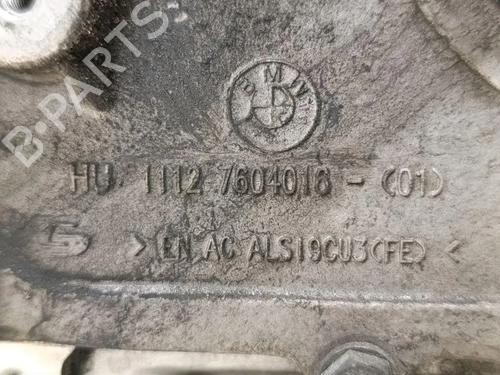 B-PARTS
BMW
HU 1112 7604016 - (01)
> EN AC ALSI9CU3(FE) <